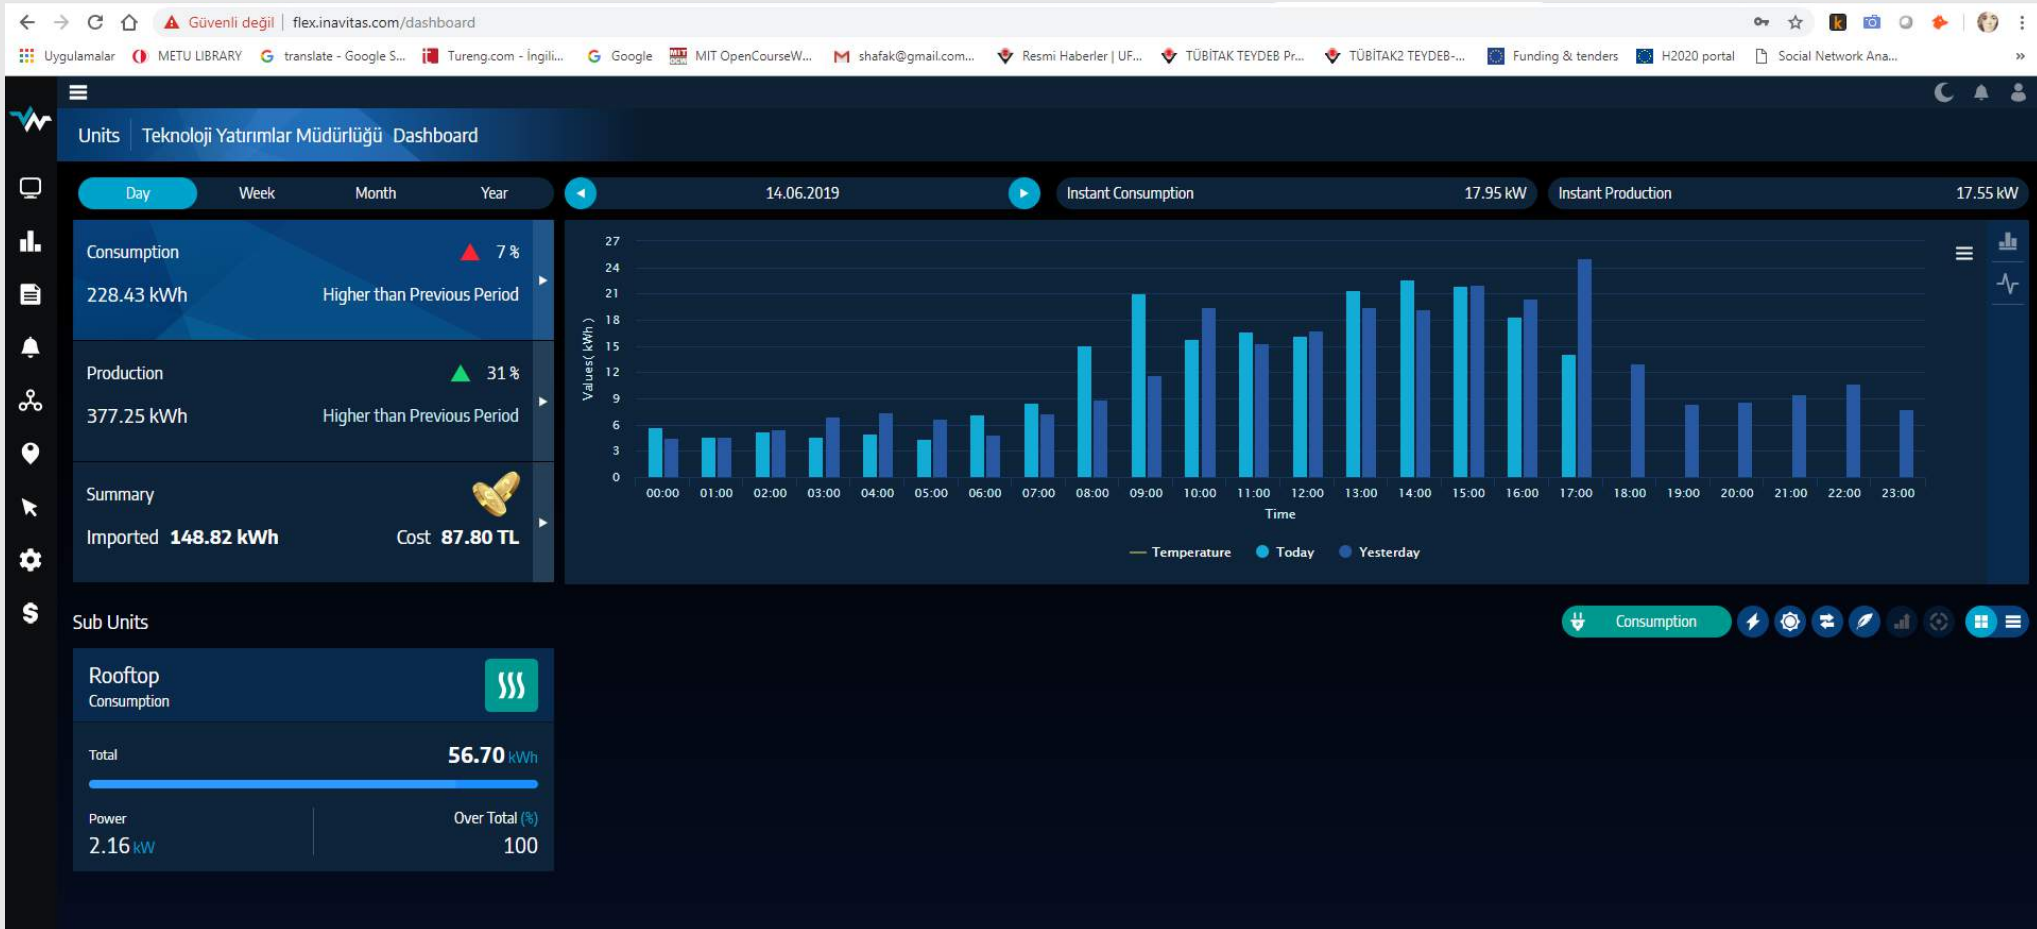 Güvenli değil | flex.inavitas.com/dashboard
Uygulamalar METU LIBRARY translate - Google S... Tureng.com - İngili... Google MIT OpenCourseW... shafak@gmail.com... Resmi Haberler | UF... TÜBİTAK TEYDEB Pr... TÜBİTAK2 TEYDEB-... Funding & tenders H2020 portal Social Network Ana... »
Units Teknoloji Yatırımlar Müdürlüğü Dashboard
Day Week Month Year 14.06.2019 Instant Consumption 17.95 kW Instant Production 17.55 kW
Consumption 7 %
228.43 kWh Higher than Previous Period
Production 31 %
377.25 kWh Higher than Previous Period
Summary
Imported 148.82 kWh Cost 87.80 TL
Values( kWh )
27
24
21
18
15
12
9
6
3
0
00:00 01:00 02:00 03:00 04:00 05:00 06:00 07:00 08:00 09:00 10:00 11:00 12:00 13:00 14:00 15:00 16:00 17:00 18:00 19:00 20:00 21:00 22:00 23:00
Time
Temperature Today Yesterday
Sub Units Consumption
Rooftop
Consumption
Total 56.70 kWh
Power Over Total (%)
2.16 kW 100